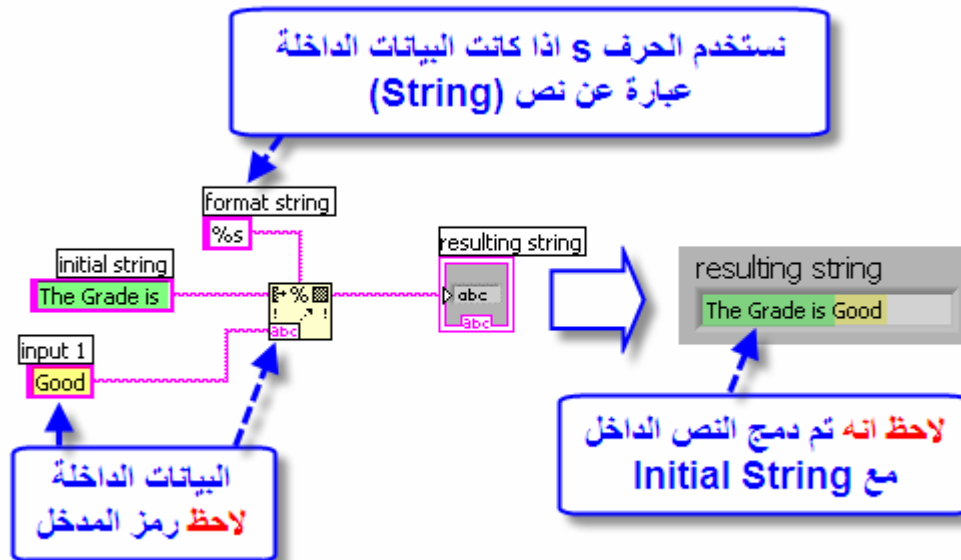 نستخدم الحرف s اذا كانت البيانات الداخلة
عبارة عن نص (String)
format string
%s
initial string
The Grade is
input 1
Good
%
abc
resulting string
abc
abc
resulting string
The Grade is Good
البيانات الداخلة
لاحظ رمز المدخل
لاحظ انه تم دمج النص الداخل
مع Initial String